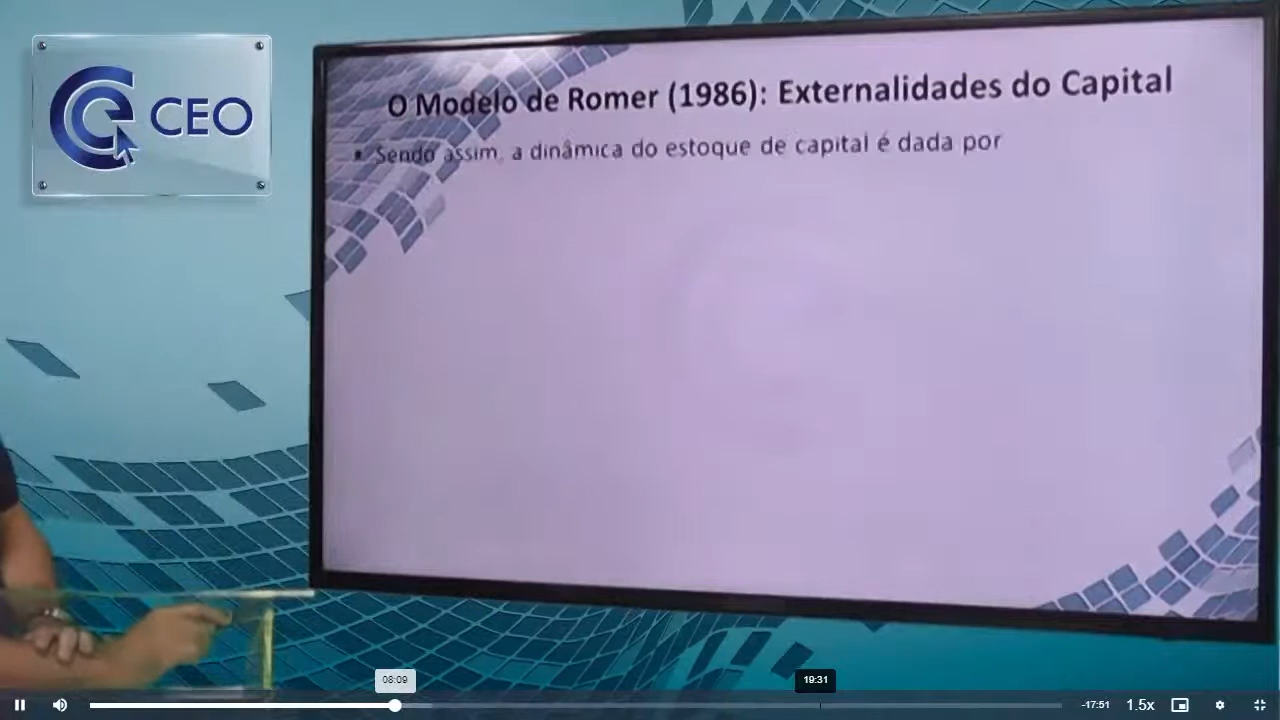 CEO
O Modelo de Romer (1986): Externalidades do Capital
• Sendo assim, a dinâmica do estoque de capital é dada por
08:09
19:31
-17:51
1.5x